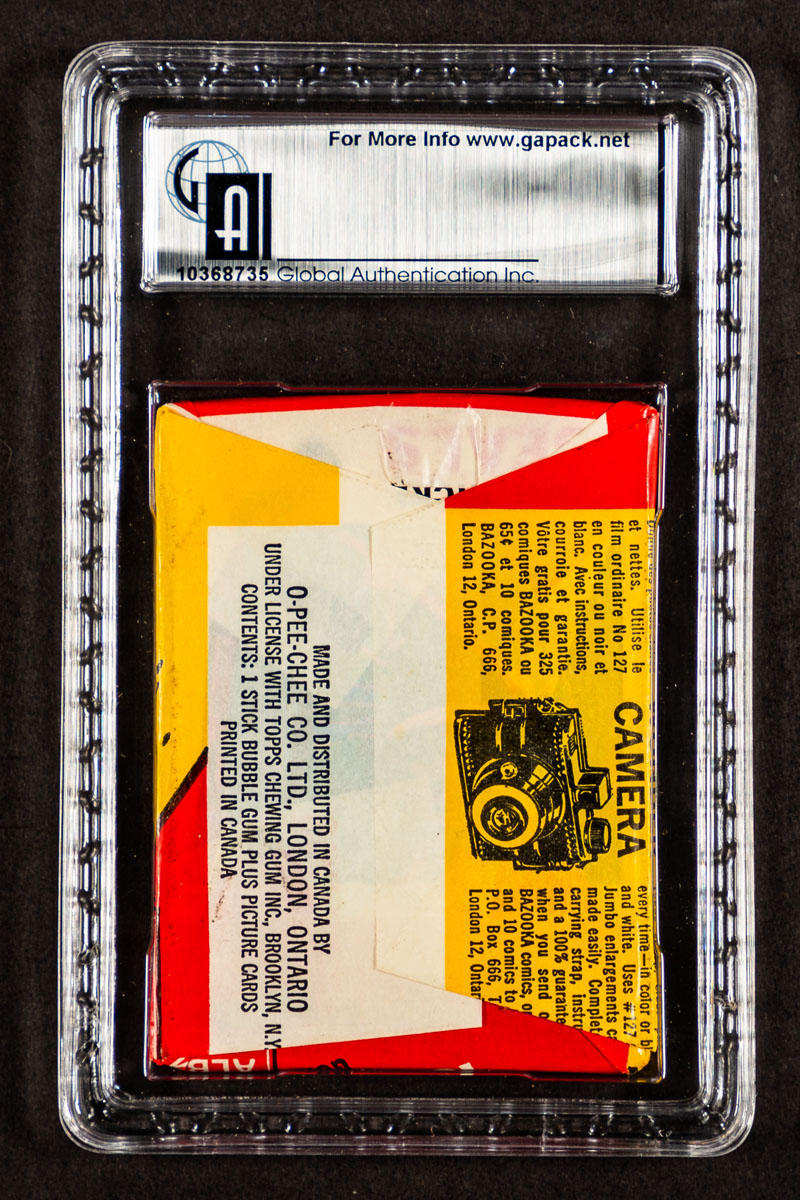 For More Info www.gapack.net
GA
10368735 Global Authentication Inc.
MADE AND DISTRIBUTED IN CANADA BY
O-PEE-CHEE CO. LTD., LONDON, ONTARIO
UNDER LICENSE WITH TOPPS CHEWING GUM INC., BROOKLYN, N.Y.
CONTENTS: 1 STICK BUBBLE GUM PLUS PICTURE CARDS
PRINTED IN CANADA
et nettes. Utilise le
film ordinaire No 127
en couleur ou noir et
blanc. Avec instructions,
courroie et garantie.
Vôtre gratis pour 325
comiques BAZOOKA ou
65¢ et 10 comiques.
BAZOOKA, C.P. 666,
London 12, Ontario.
CAMERA
every time—in color or bl
and white. Uses #127
Jumbo enlargements c
made easily. Complet
carrying strap, instru
and a 100% guarante
when you send
BAZOOKA comics, o
and 10 comics to
P.O. Box 666, T
London 12, Ontar